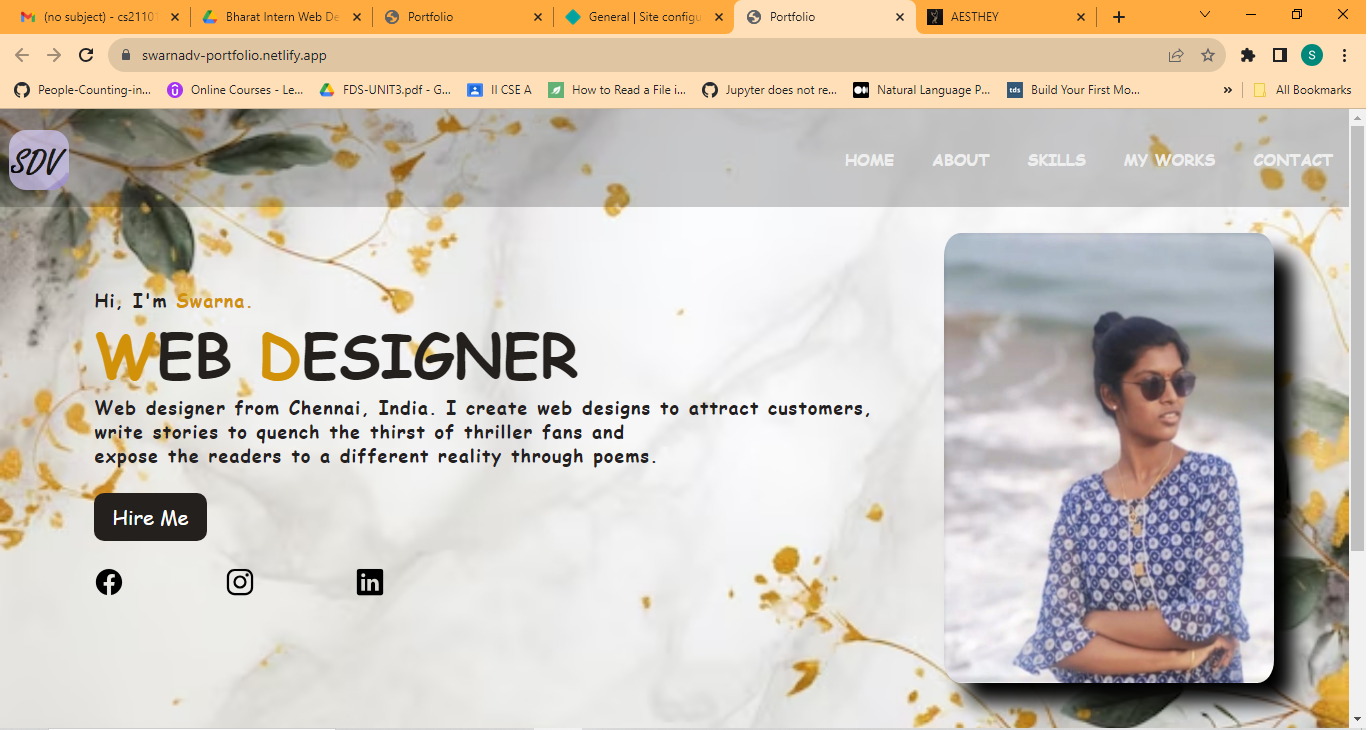 (no subject) - cs2110
Bharat Intern Web De
Portfolio
General | Site configu
Portfolio
AESTHEY
swarnadv-portfolio.netlify.app
S
People-Counting-in...
Online Courses - Le...
FDS-UNIT3.pdf - G...
II CSE A
How to Read a File i...
Jupyter does not re...
Natural Language P...
tds
Build Your First Mo...
»
All Bookmarks
SDV
HOME
ABOUT
SKILLS
MY WORKS
CONTACT
Hi, I'm Swarna.
WEB DESIGNER
Web designer from Chennai, India. I create web designs to attract customers,
write stories to quench the thirst of thriller fans and
expose the readers to a different reality through poems.
Hire Me